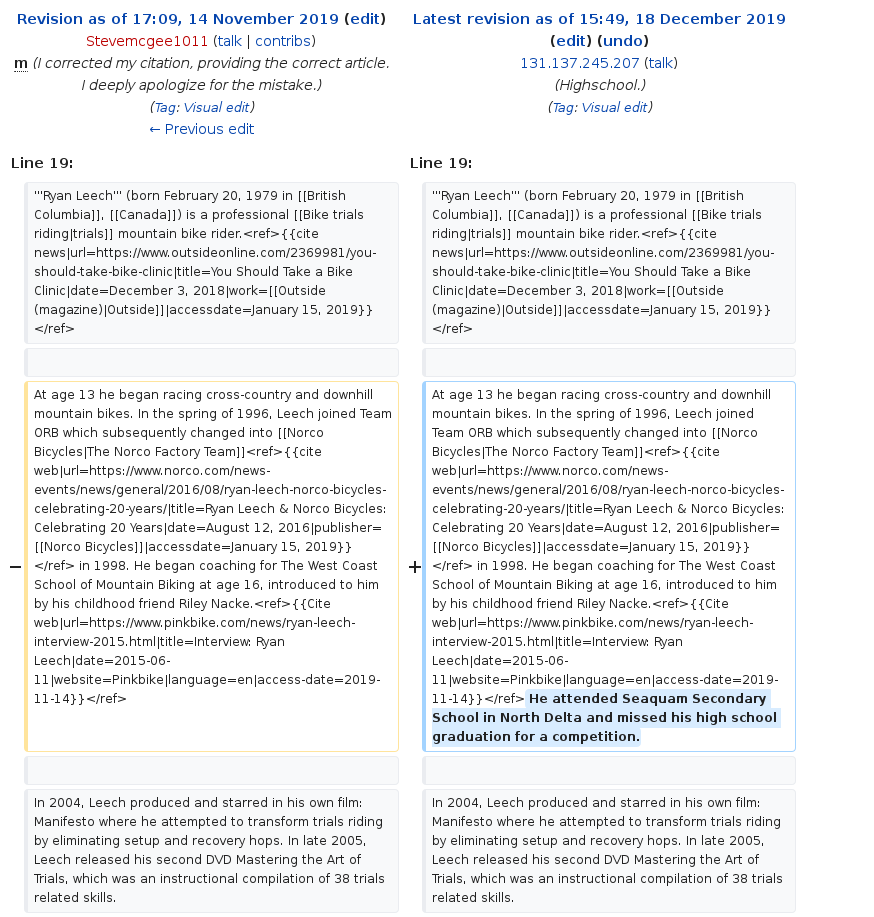 Revision as of 17:09, 14 November 2019 (edit)
Stevemcgee1011 (talk | contribs)
m (I corrected my citation, providing the correct article.
I deeply apologize for the mistake.)
(Tag: Visual edit)
← Previous edit
Latest revision as of 15:49, 18 December 2019
(edit) (undo)
131.137.245.207 (talk)
(Highschool.)
(Tag: Visual edit)
Line 19:
Line 19:
'''Ryan Leech''' (born February 20, 1979 in [[British
Columbia]], [[Canada]]) is a professional [[Bike trials
riding|trials]] mountain bike rider.<ref>{{cite
news|url=https://www.outsideonline.com/2369981/you-
should-take-bike-clinic|title=You Should Take a Bike
Clinic|date=December 3, 2018|work=[[Outside
(magazine)|Outside]]|accessdate=January 15, 2019}}
</ref>
'''Ryan Leech''' (born February 20, 1979 in [[British
Columbia]], [[Canada]]) is a professional [[Bike trials
riding|trials]] mountain bike rider.<ref>{{cite
news|url=https://www.outsideonline.com/2369981/you-
should-take-bike-clinic|title=You Should Take a Bike
Clinic|date=December 3, 2018|work=[[Outside
(magazine)|Outside]]|accessdate=January 15, 2019}}
</ref>
−
At age 13 he began racing cross-country and downhill
mountain bikes. In the spring of 1996, Leech joined Team
ORB which subsequently changed into [[Norco
Bicycles|The Norco Factory Team]]<ref>{{cite
web|url=https://www.norco.com/news-
events/news/general/2016/08/ryan-leech-norco-bicycles-
celebrating-20-years/|title=Ryan Leech & Norco Bicycles:
Celebrating 20 Years|date=August 12, 2016|publisher=
[[Norco Bicycles]]|accessdate=January 15, 2019}}
</ref> in 1998. He began coaching for The West Coast
School of Mountain Biking at age 16, introduced to him
by his childhood friend Riley Nacke.<ref>{{Cite
web|url=https://www.pinkbike.com/news/ryan-leech-
interview-2015.html|title=Interview: Ryan
Leech|date=2015-06-
11|website=Pinkbike|language=en|access-date=2019-
11-14}}</ref>
+
At age 13 he began racing cross-country and downhill
mountain bikes. In the spring of 1996, Leech joined
Team ORB which subsequently changed into [[Norco
Bicycles|The Norco Factory Team]]<ref>{{cite
web|url=https://www.norco.com/news-
events/news/general/2016/08/ryan-leech-norco-bicycles-
celebrating-20-years/|title=Ryan Leech & Norco Bicycles:
Celebrating 20 Years|date=August 12, 2016|publisher=
[[Norco Bicycles]]|accessdate=January 15, 2019}}
</ref> in 1998. He began coaching for The West Coast
School of Mountain Biking at age 16, introduced to him
by his childhood friend Riley Nacke.<ref>{{Cite
web|url=https://www.pinkbike.com/news/ryan-leech-
interview-2015.html|title=Interview: Ryan
Leech|date=2015-06-
11|website=Pinkbike|language=en|access-date=2019-
11-14}}</ref> He attended Seaquam Secondary
School in North Delta and missed his high school
graduation for a competition.
In 2004, Leech produced and starred in his own film:
Manifesto where he attempted to transform trials riding
by eliminating setup and recovery hops. In late 2005,
Leech released his second DVD Mastering the Art of
Trials, which was an instructional compilation of 38 trials
related skills.
In 2004, Leech produced and starred in his own film:
Manifesto where he attempted to transform trials riding
by eliminating setup and recovery hops. In late 2005,
Leech released his second DVD Mastering the Art of
Trials, which was an instructional compilation of 38 trials
related skills.